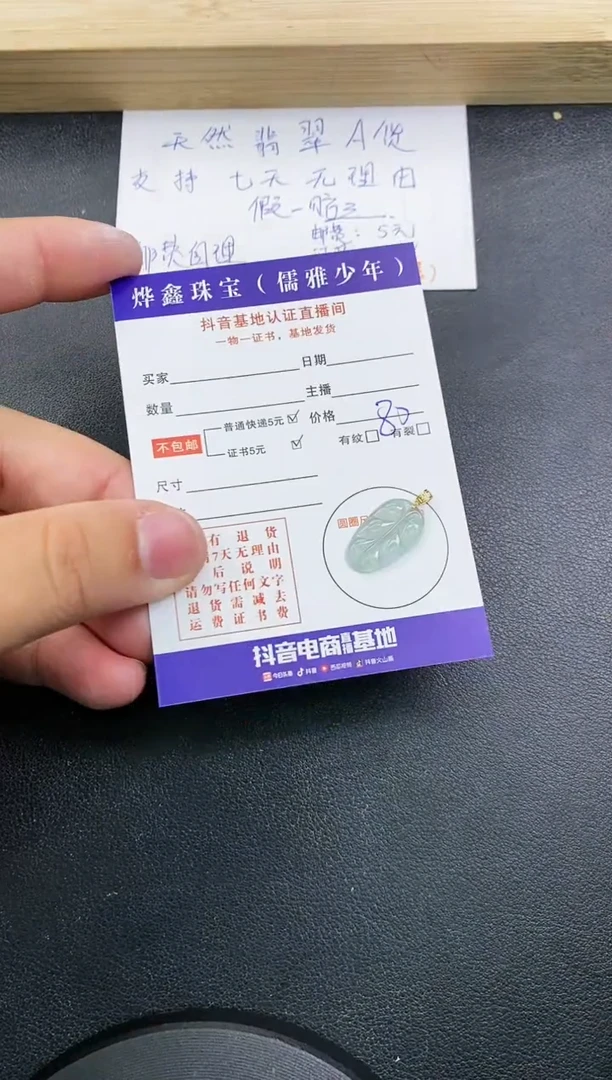 天然翡翠A货
支持七天无理由
假一赔三
邮费：5元
邮费自理
烨鑫珠宝（儒雅少年）
抖音基地认证直播间
一物一证书，基地发货
买家
日期
数量
主播
不包邮
普通快递5元
价格 80
证书5元
有纹
有裂
尺寸
圆圈
有退货
7天无理由
后说明
请勿写任何文字
退货需减去
运费证书费
抖音电商直播基地
今日头条 抖音 西瓜视频 抖音火山版